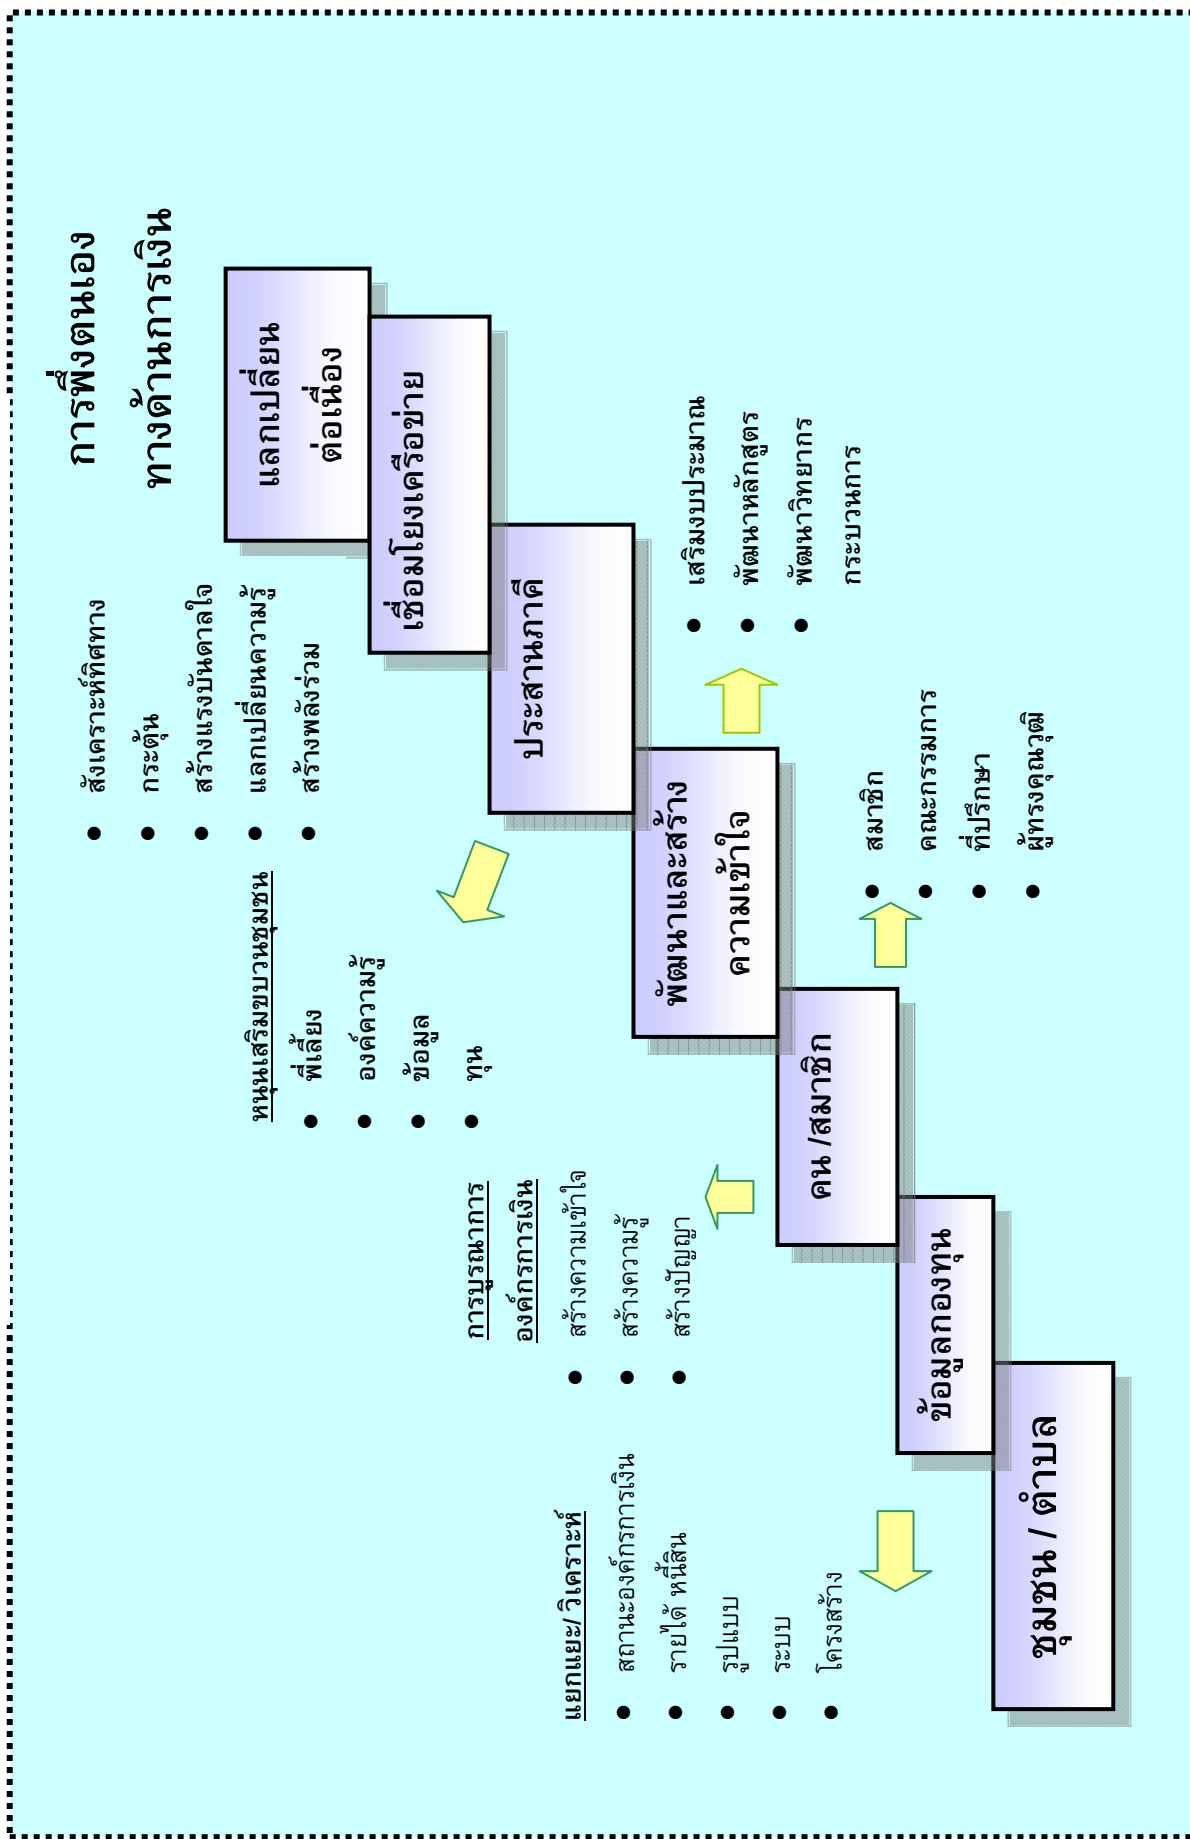 การพึ่งตนเอง
ทางด้านการเงิน
แลกเปลี่ยน
ต่อเนื่อง
เชื่อมโยงเครือข่าย
ประสานภาคี
พัฒนาและสร้าง
ความเข้าใจ
คน /สมาชิก
ข้อมูลกองทุน
ชุมชน / ตำบล
● สังเคราะห์ทิศทาง
● กระตุ้น
● สร้างแรงบันดาลใจ
● แลกเปลี่ยนความรู้
● สร้างพลังร่วม
หนุนเสริมขบวนชุมชน
● พี่เลี้ยง
● องค์ความรู้
● ข้อมูล
● ทุน
การบูรณาการ
องค์กรการเงิน
● สร้างความเข้าใจ
● สร้างความรู้
● สร้างปัญญา
แยกแยะ/ วิเคราะห์
● สถานะองค์กรการเงิน
● รายได้ หนี้สิน
● รูปแบบ
● ระบบ
● โครงสร้าง
● เสริมงบประมาณ
● พัฒนาหลักสูตร
● พัฒนาวิทยากร
กระบวนการ
● สมาชิก
● คณะกรรมการ
● ที่ปรึกษา
● ผู้ทรงคุณวุฒิ